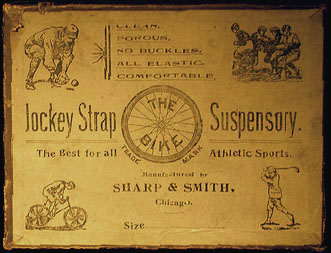 CLEAN,
POROUS,
NO BUCKLES,
ALL ELASTIC,
COMFORTABLE.
Jockey Strap THE BIKE Suspensory.
The Best for all TRADE MARK Athletic Sports.
Manufactured by
SHARP & SMITH,
Chicago.
Size